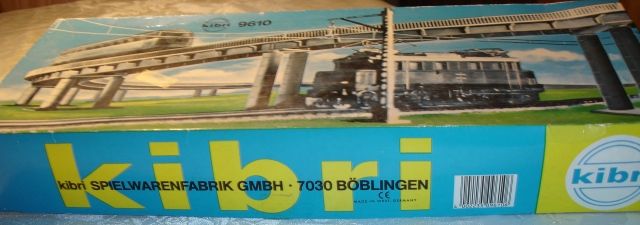 kibri 9610
kibri
kibri SPIELWARENFABRIK GMBH · 7030 BÖBLINGEN
CE
MADE IN WEST-GERMANY
kibri